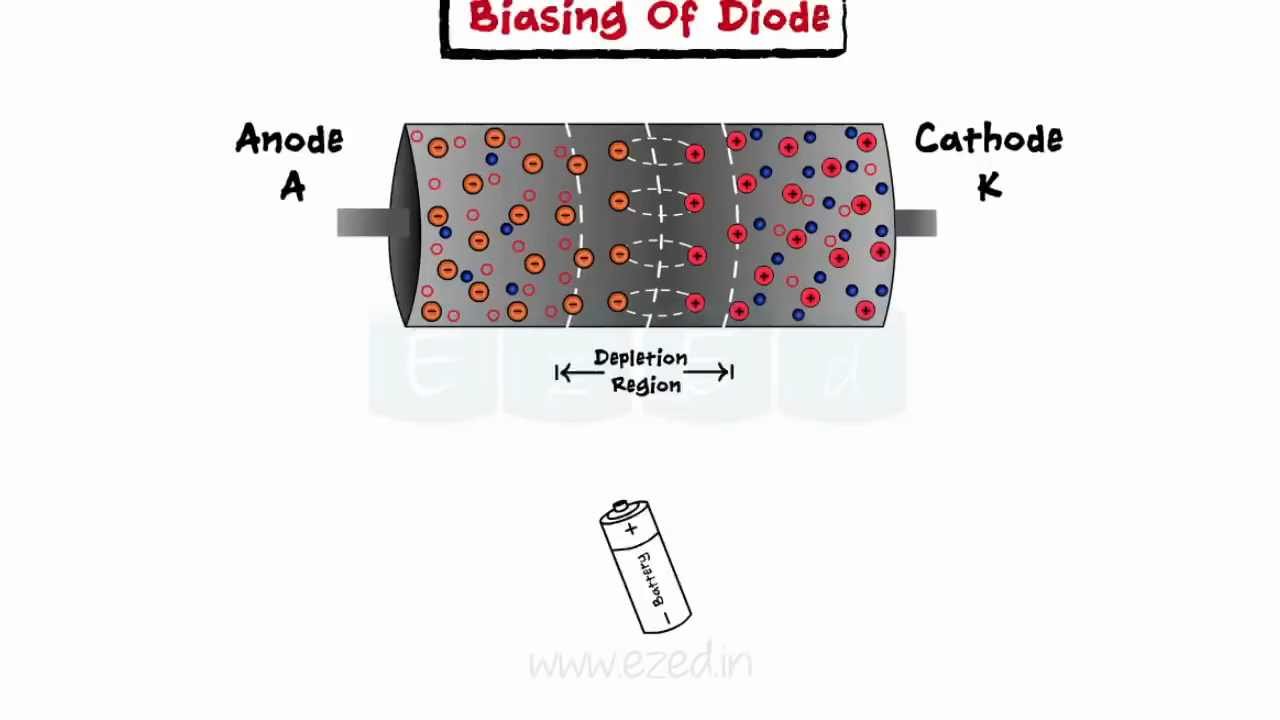 Biasing Of Diode
Anode
A
Cathode
K
Depletion
Region
E z E d
+
Battery
-
www.ezed.in